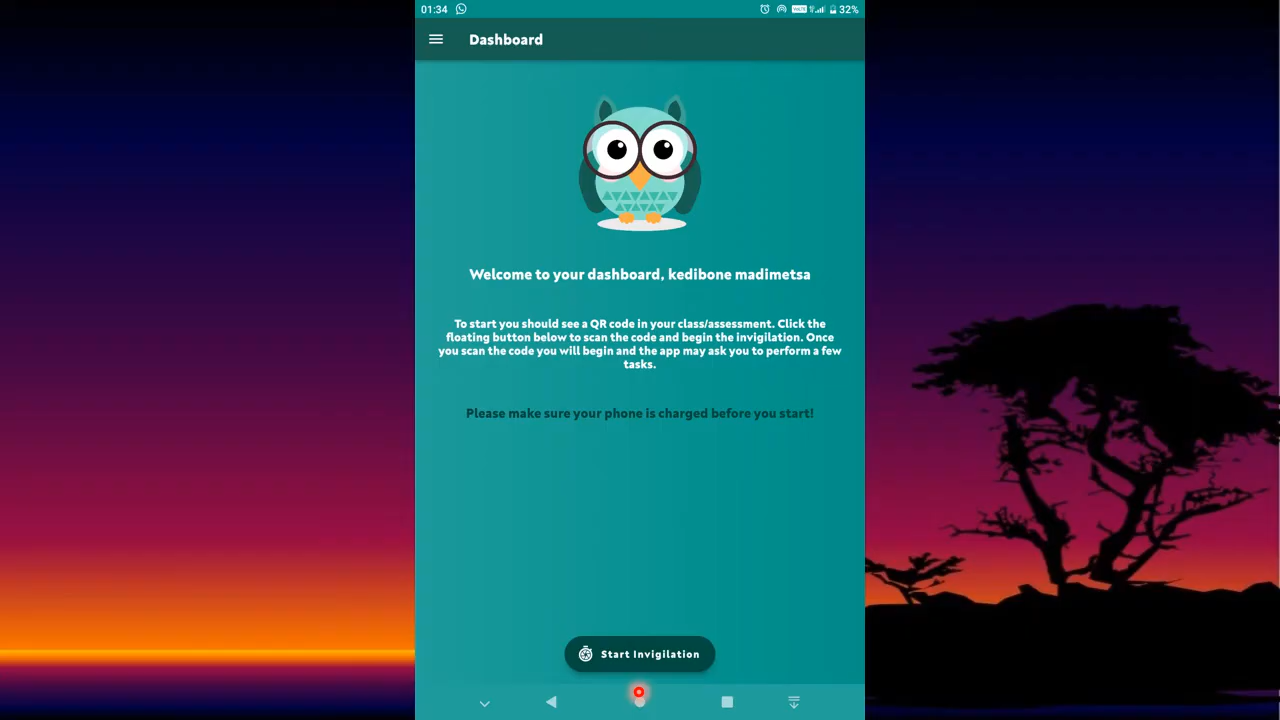 01:34 32%
Dashboard
Welcome to your dashboard, kedibone madimetsa
To start you should see a QR code in your class/assessment. Click the
floating button below to scan the code and begin the invigilation. Once
you scan the code you will begin and the app may ask you to perform a few
tasks.
Please make sure your phone is charged before you start!
Start Invigilation